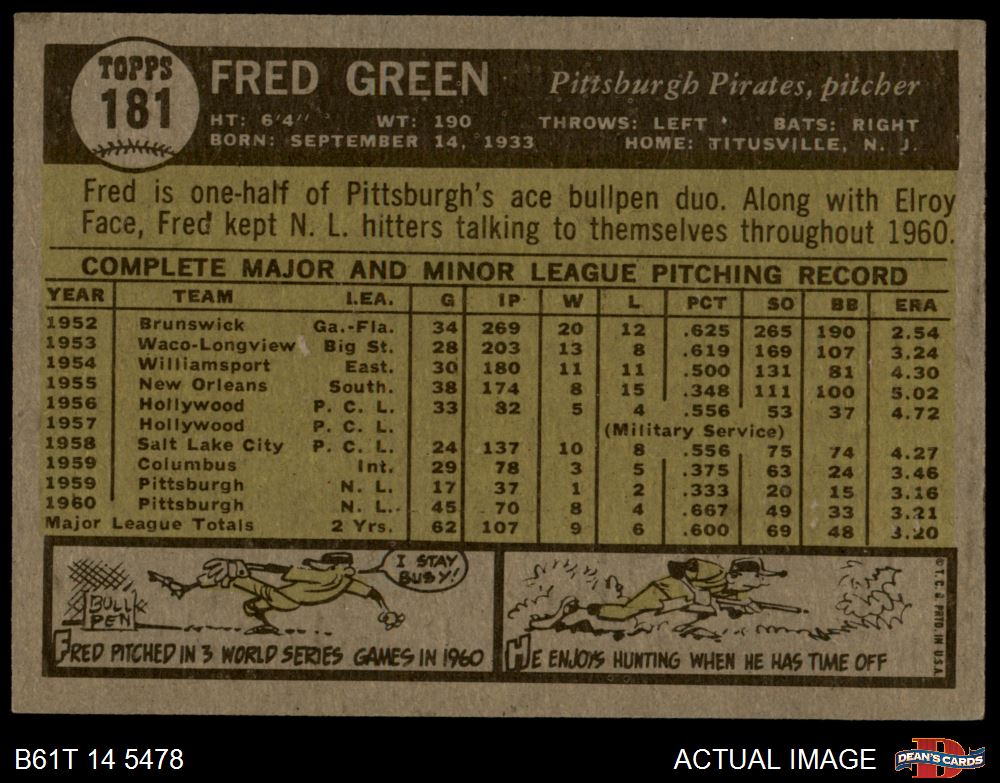 TOPPS
181
FRED GREEN Pittsburgh Pirates, pitcher
HT: 6'4" WT: 190 THROWS: LEFT BATS: RIGHT
BORN: SEPTEMBER 14, 1933 HOME: TITUSVILLE, N. J.
Fred is one-half of Pittsburgh's ace bullpen duo. Along with Elroy
Face, Fred kept N. L. hitters talking to themselves throughout 1960.
COMPLETE MAJOR AND MINOR LEAGUE PITCHING RECORD
YEAR TEAM LEA. G IP W L PCT SO BB ERA
1952 Brunswick Ga.-Fla. 34 269 20 12 .625 265 190 2.54
1953 Waco-Longview Big St. 28 203 13 8 .619 169 107 3.24
1954 Williamsport East. 30 180 11 11 .500 131 81 4.30
1955 New Orleans South. 38 174 8 15 .348 111 100 5.02
1956 Hollywood P. C. L. 33 82 5 4 .556 53 37 4.72
1957 Hollywood P. C. L. (Military Service)
1958 Salt Lake City P. C. L. 24 137 10 8 .556 75 74 4.27
1959 Columbus Int. 29 78 3 5 .375 63 24 3.46
1959 Pittsburgh N. L. 17 37 1 2 .333 20 15 3.16
1960 Pittsburgh N. L. 45 70 8 4 .667 49 33 3.21
Major League Totals 2 Yrs. 62 107 9 6 .600 69 48 3.20
I STAY
BUSY!
BULL
PEN
FRED PITCHED IN 3 WORLD SERIES GAMES IN 1960
HE ENJOYS HUNTING WHEN HE HAS TIME OFF
© T. C. G. PRTD. IN U.S.A.
B61T 14 5478 ACTUAL IMAGE
D
DEAN'S CARDS